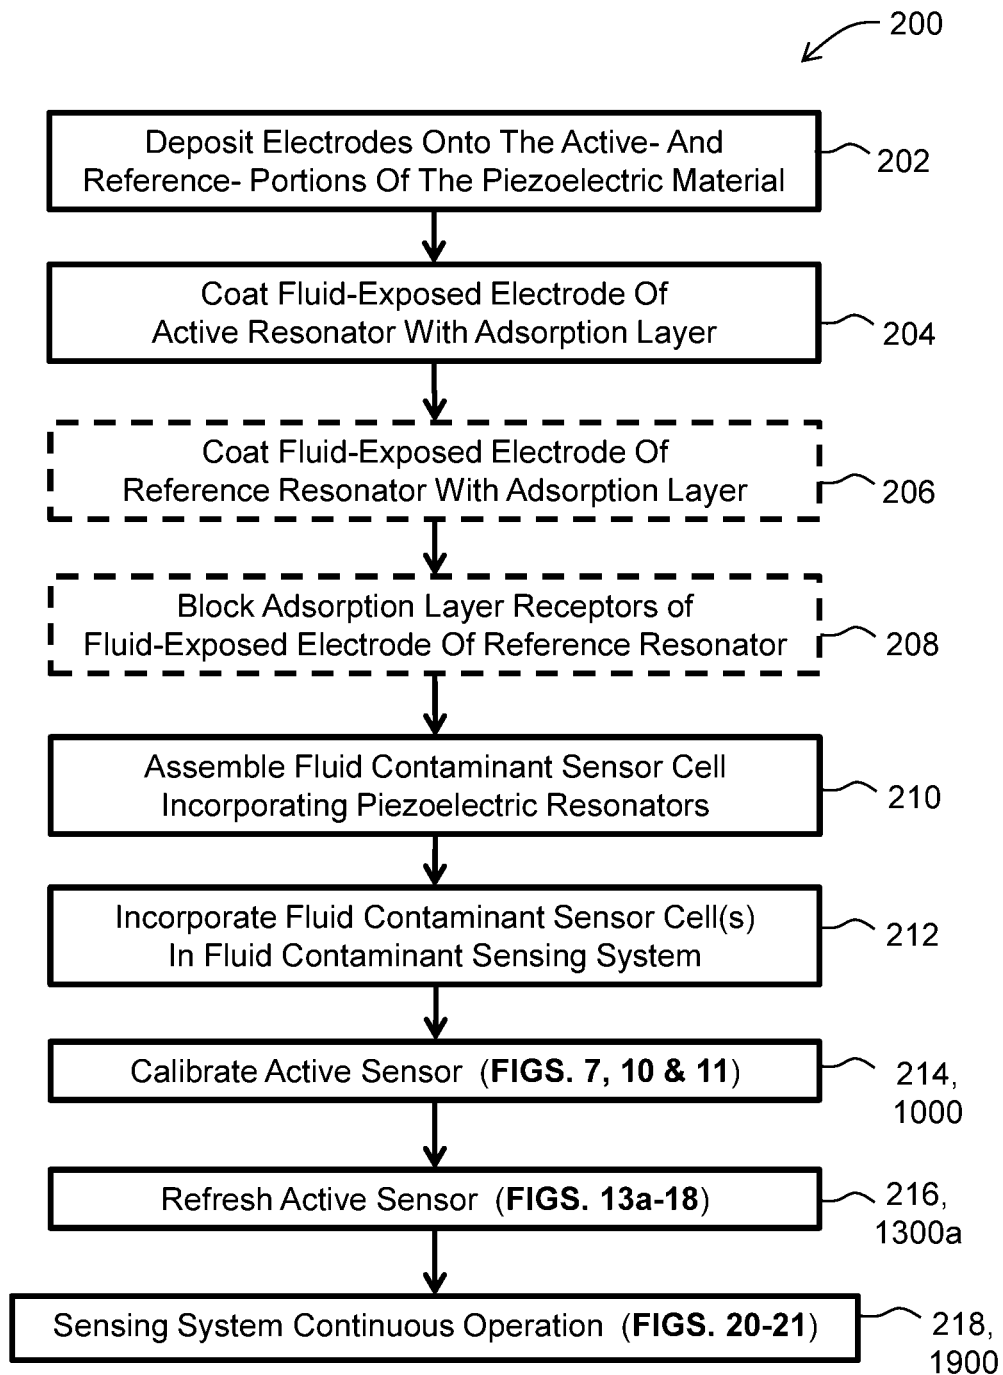 200
Deposit Electrodes Onto The Active- And
Reference- Portions Of The Piezoelectric Material
202
Coat Fluid-Exposed Electrode Of
Active Resonator With Adsorption Layer
204
Coat Fluid-Exposed Electrode Of
Reference Resonator With Adsorption Layer
206
Block Adsorption Layer Receptors of
Fluid-Exposed Electrode Of Reference Resonator
208
Assemble Fluid Contaminant Sensor Cell
Incorporating Piezoelectric Resonators
210
Incorporate Fluid Contaminant Sensor Cell(s)
In Fluid Contaminant Sensing System
212
Calibrate Active Sensor (FIGS. 7, 10 & 11)
214,
1000
Refresh Active Sensor (FIGS. 13a-18)
216,
1300a
Sensing System Continuous Operation (FIGS. 20-21)
218,
1900